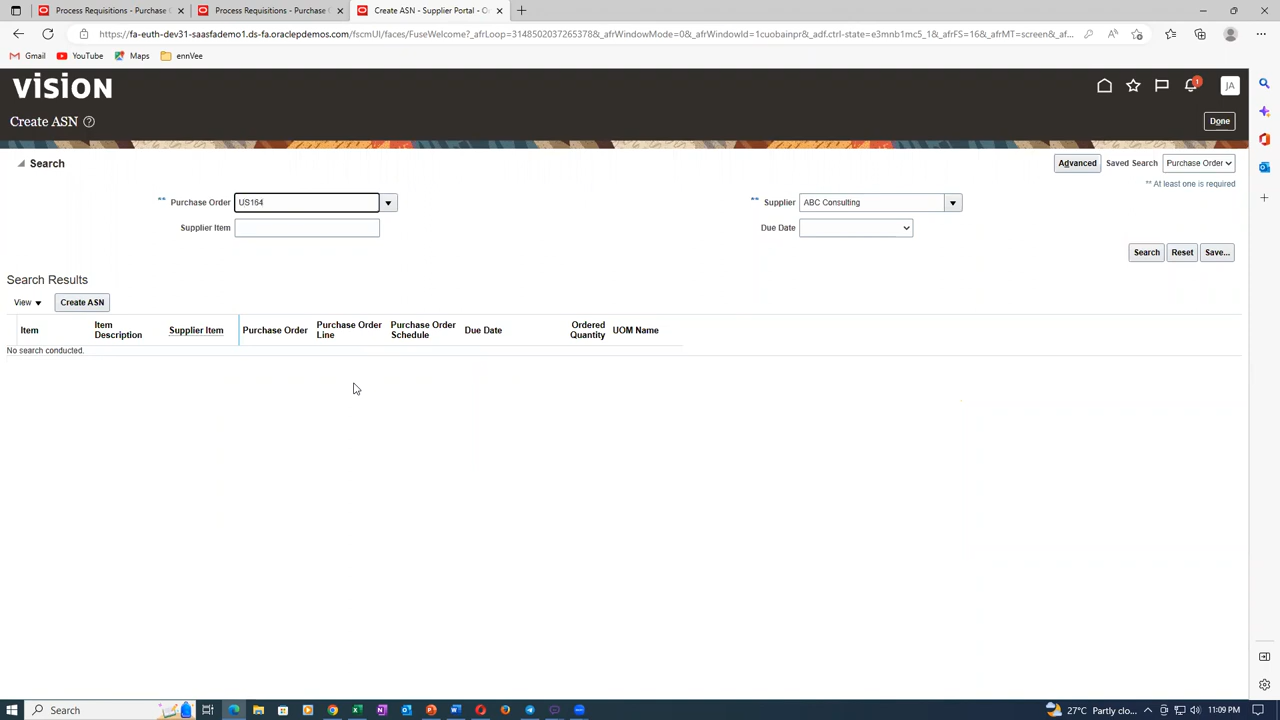 Process Requisitions - Purchase O
Process Requisitions - Purchase O
Create ASN - Supplier Portal - O
https://fa-euth-dev31-saasfademo1.ds-fa.oraclepdemos.com/fscmUI/faces/FuseWelcome?_afrLoop=3148502037265378&_afrWindowMode=0&_afrWindowId=1cuobainpr&_adf.ctrl-state=e3mnb1mc5_1&_afrFS=16&_afrMT=screen&_af...
Gmail YouTube Maps ennVee
VISION
1 JA
Create ASN Done
Search
Advanced Saved Search Purchase Order
** At least one is required
** Purchase Order US164
** Supplier ABC Consulting
Supplier Item
Due Date
Search Reset Save...
Search Results
View Create ASN
Item
Item Description
Supplier Item
Purchase Order
Purchase Order Line
Purchase Order Schedule
Due Date
Ordered Quantity
UOM Name
No search conducted.
Search
27°C Partly clo...
11:09 PM